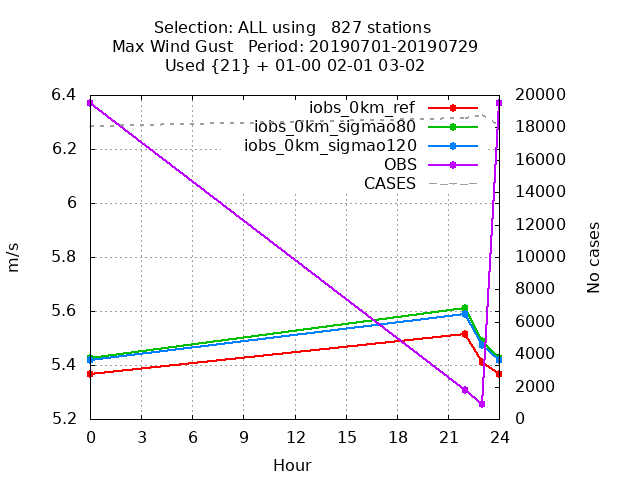 Selection: ALL using   827 stations
Max Wind Gust   Period: 20190701-20190729
Used {21} + 01-00 02-01 03-02
iobs_0km_ref
iobs_0km_sigmao80
iobs_0km_sigmao120
OBS
CASES
6.4
6.2
6
5.8
5.6
5.4
5.2
m/s
20000
18000
16000
14000
12000
10000
8000
6000
4000
2000
0
No cases
0 3 6 9 12 15 18 21 24
Hour